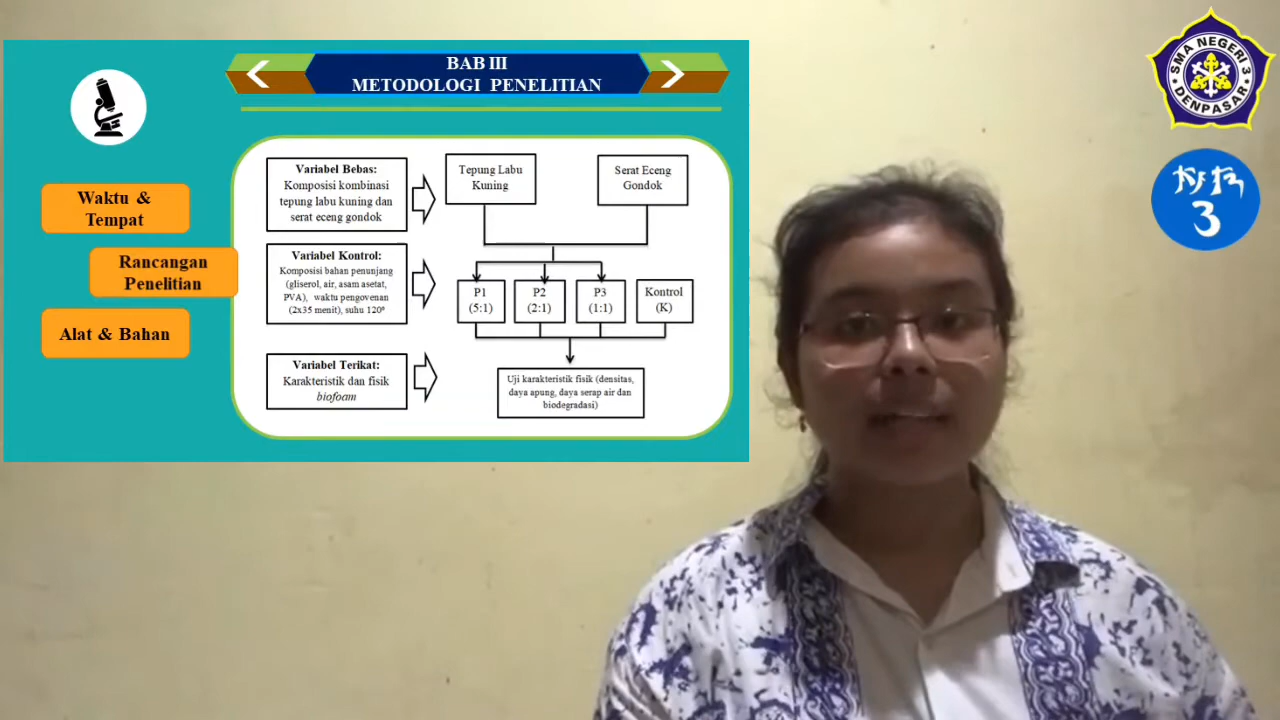 BAB III
METODOLOGI PENELITIAN
Waktu &
Tempat
Rancangan
Penelitian
Alat & Bahan
Variabel Bebas:
Komposisi kombinasi
tepung labu kuning dan
serat eceng gondok
Tepung Labu
Kuning
Serat Eceng
Gondok
Variabel Kontrol:
Komposisi bahan penunjang
(gliserol, air, asam asetat,
PVA), waktu pengovenan
(2x35 menit), suhu 120º
P1
(5:1)
P2
(2:1)
P3
(1:1)
Kontrol
(K)
Variabel Terikat:
Karakteristik dan fisik
biofoam
Uji karakteristik fisik (densitas,
daya apung, daya serap air dan
biodegradasi)
SMA NEGERI 3
DENPASAR
3